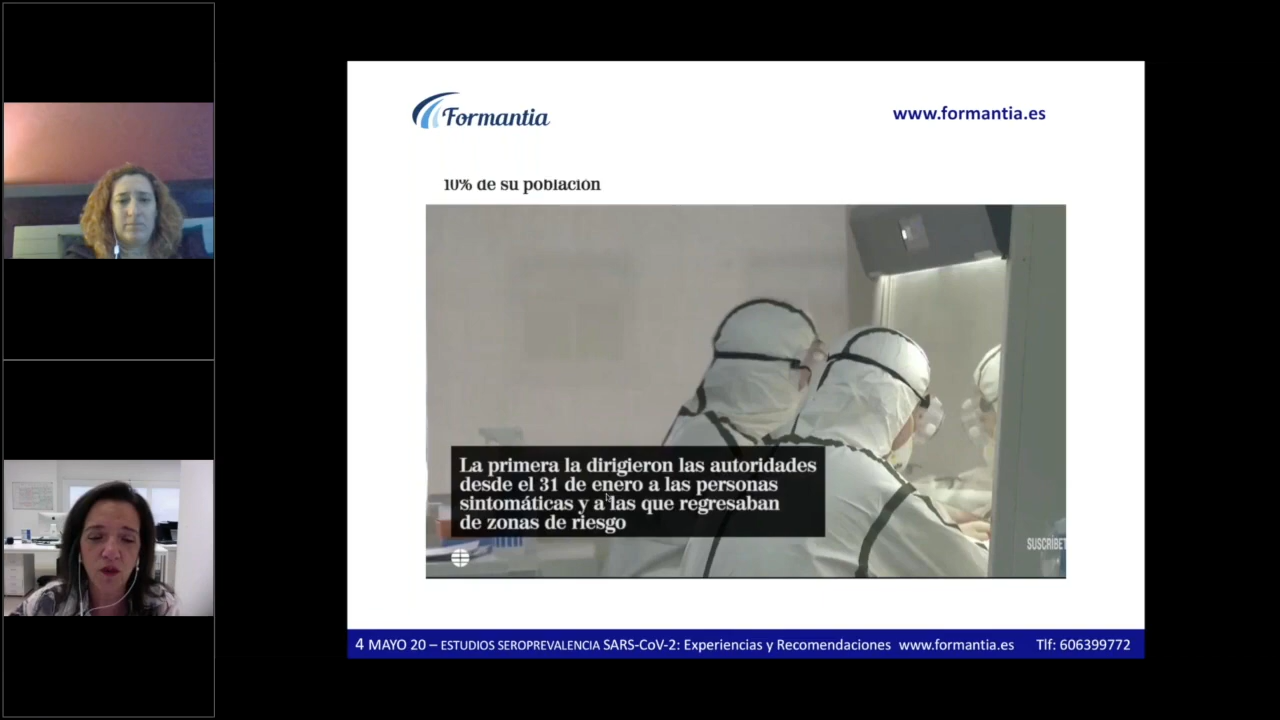 Formantia
www.formantia.es
10% de su población
La primera la dirigieron las autoridades
desde el 31 de enero a las personas
sintomáticas y a las que regresaban
de zonas de riesgo
SUSCRÍBET
4 MAYO 20 – ESTUDIOS SEROPREVALENCIA SARS-CoV-2: Experiencias y Recomendaciones www.formantia.es Tlf: 606399772